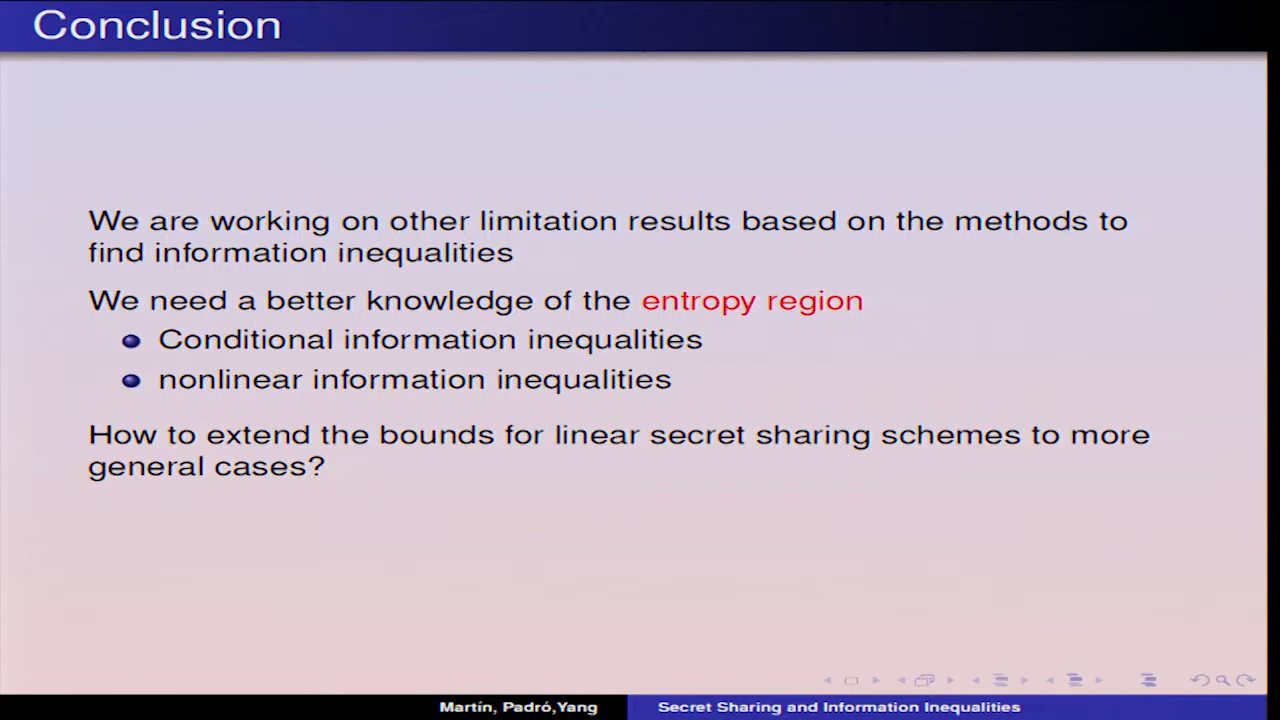 Conclusion
We are working on other limitation results based on the methods to
find information inequalities
We need a better knowledge of the entropy region
Conditional information inequalities
nonlinear information inequalities
How to extend the bounds for linear secret sharing schemes to more
general cases?
Martín, Padró,Yang
Secret Sharing and Information Inequalities